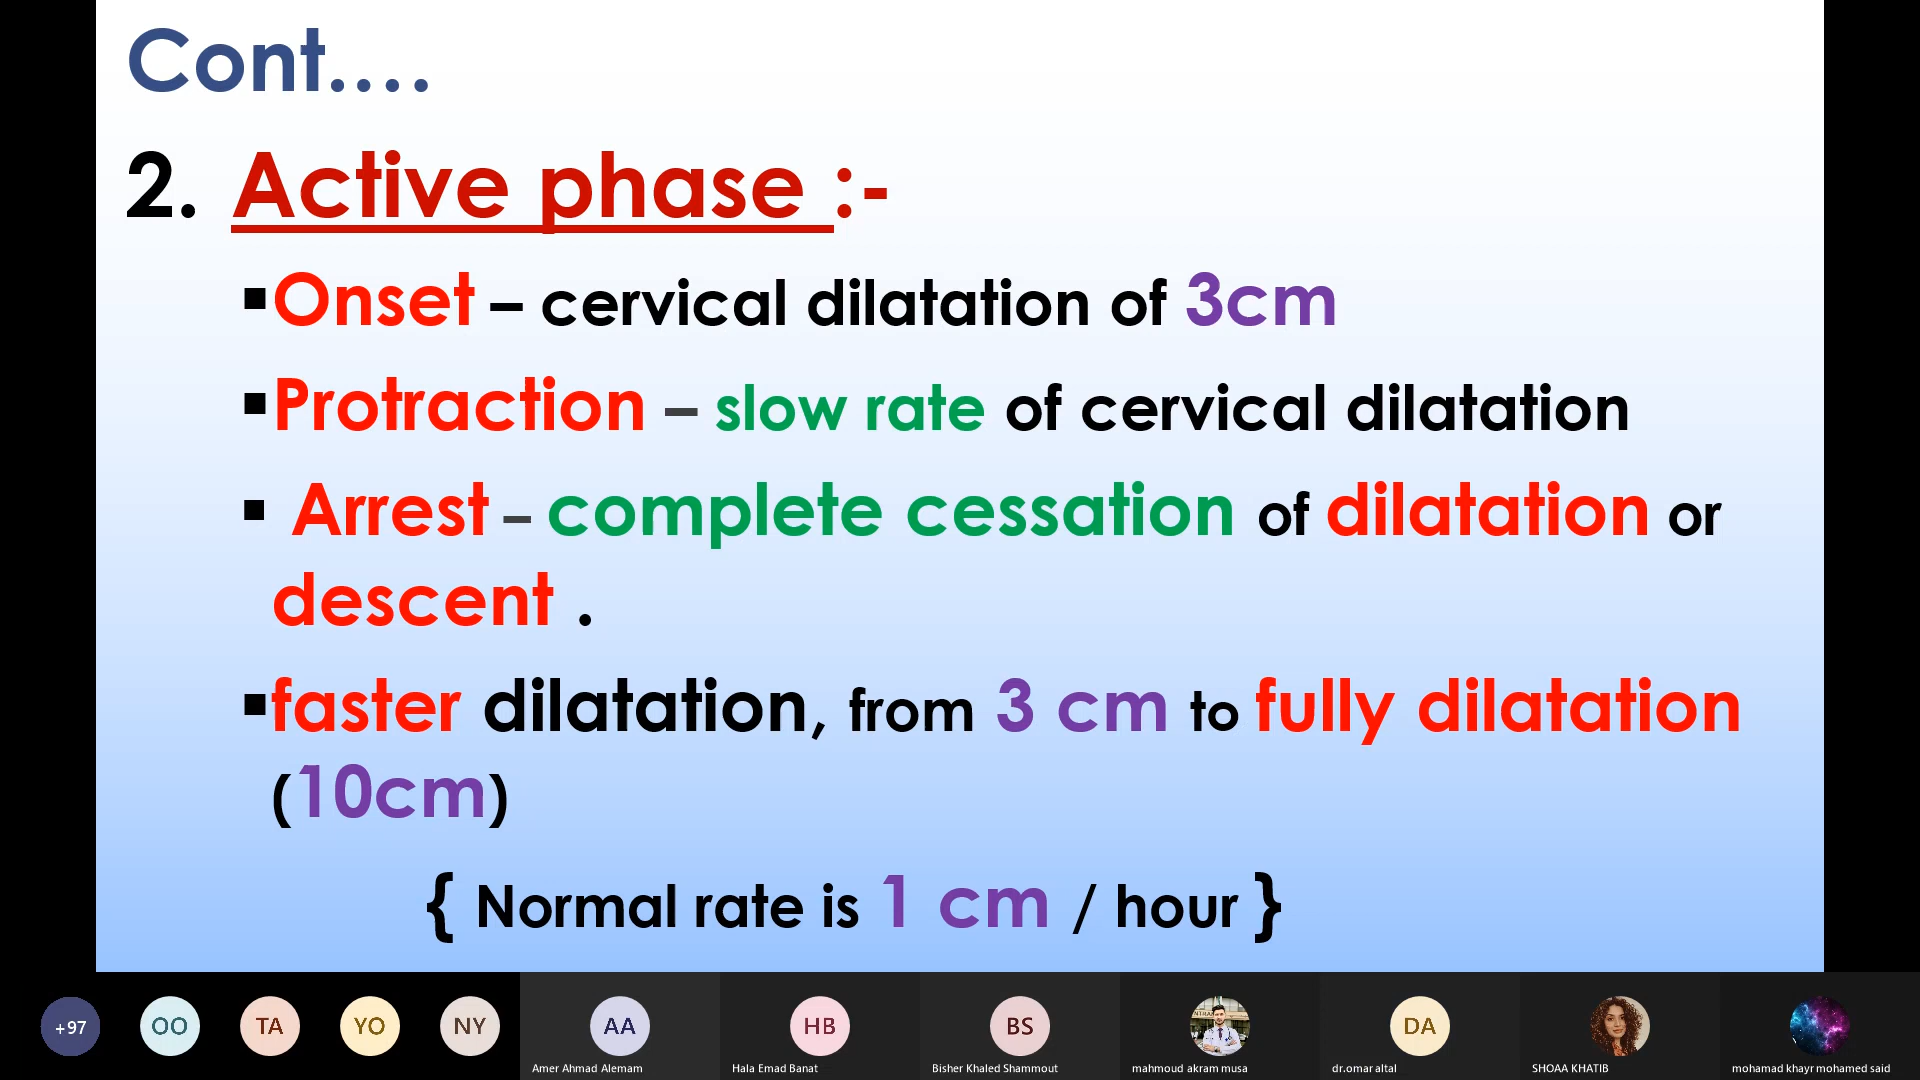 Cont....
2. Active phase :-
▪Onset – cervical dilatation of 3cm
▪Protraction – slow rate of cervical dilatation
▪ Arrest – complete cessation of dilatation or
descent .
▪faster dilatation, from 3 cm to fully dilatation
(10cm)
{ Normal rate is 1 cm / hour }
+97 OO TA YO NY AA HB BS DA
Amer Ahmad Alemam Hala Emad Banat Bisher Khaled Shammout mahmoud akram musa dr.omar altal SHOAA KHATIB mohamad khayr mohamed said